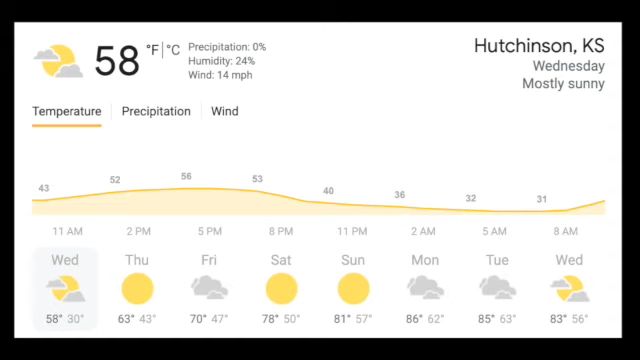 58 °F|°C
Precipitation: 0%
Humidity: 24%
Wind: 14 mph
Hutchinson, KS
Wednesday
Mostly sunny
Temperature | Precipitation | Wind
43 52 56 53 40 36 32 31
11 AM 2 PM 5 PM 8 PM 11 PM 2 AM 5 AM 8 AM
Wed Thu Fri Sat Sun Mon Tue Wed
58° 30° 63° 43° 70° 47° 78° 50° 81° 57° 86° 62° 85° 63° 83° 56°